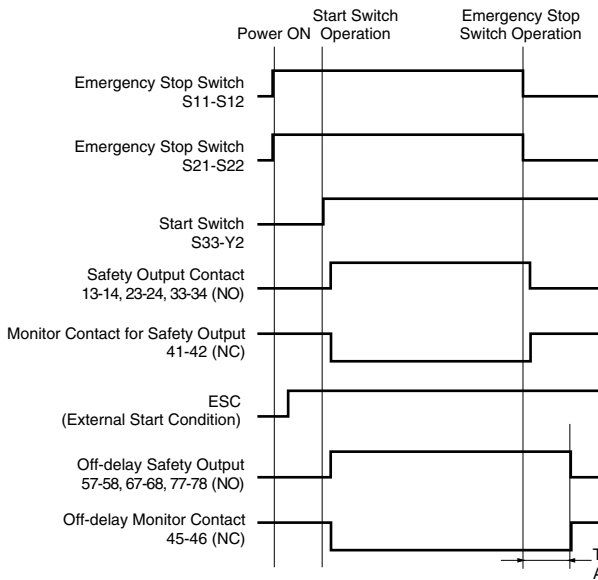 Power ON
Start Switch
Operation
Emergency Stop
Switch Operation
Emergency Stop Switch
S11-S12
Emergency Stop Switch
S21-S22
Start Switch
S33-Y2
Safety Output Contact
13-14, 23-24, 33-34 (NO)
Monitor Contact for Safety Output
41-42 (NC)
ESC
(External Start Condition)
Off-delay Safety Output
57-58, 67-68, 77-78 (NO)
Off-delay Monitor Contact
45-46 (NC)